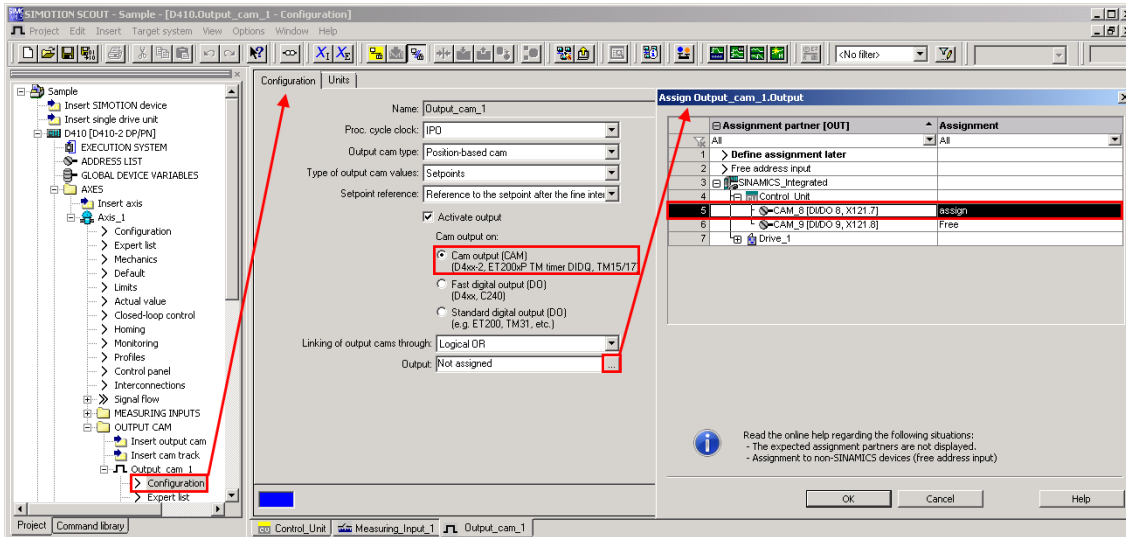 SIMOTION SCOUT - Sample - [D410.Output_cam_1 - Configuration]
Project Edit Insert Target system View Options Window Help
<No filter>
Sample
Insert SIMOTION device
Insert single drive unit
D410 [D410-2 DP/PN]
EXECUTION SYSTEM
ADDRESS LIST
GLOBAL DEVICE VARIABLES
AXES
Insert axis
Axis_1
Configuration
Expert list
Mechanics
Default
Limits
Actual value
Closed-loop control
Homing
Monitoring
Profiles
Control panel
Interconnections
Signal flow
MEASURING INPUTS
OUTPUT CAM
Insert output cam
Insert cam track
Output_cam_1
Configuration
Expert list
Project Command library
Configuration Units
Name: Output_cam_1
Proc. cycle clock: IPO
Output cam type: Position-based cam
Type of output cam values: Setpoints
Setpoint reference: Reference to the setpoint after the fine inter
Activate output
Cam output on:
Cam output (CAM)
(D4xx-2, ET200xP TM timer DIDQ, TM15/17)
Fast digital output (DO)
(D4xx, C240)
Standard digital output (DO)
(e.g. ET200, TM31, etc.)
Linking of output cams through: Logical OR
Output: Not assigned ...
Control_Unit Measuring_Input_1 Output_cam_1
Assign Output_cam_1.Output
Assignment partner [OUT] Assignment
All All
1 Define assignment later
2 Free address input
3 SINAMICS_Integrated
4 Control_Unit
5 CAM_8 [DI/DO 8, X121.7] assign
6 CAM_9 [DI/DO 9, X121.8] Free
7 Drive_1
Read the online help regarding the following situations:
- The expected assignment partners are not displayed.
- Assignment to non-SINAMICS devices (free address input)
OK Cancel Help